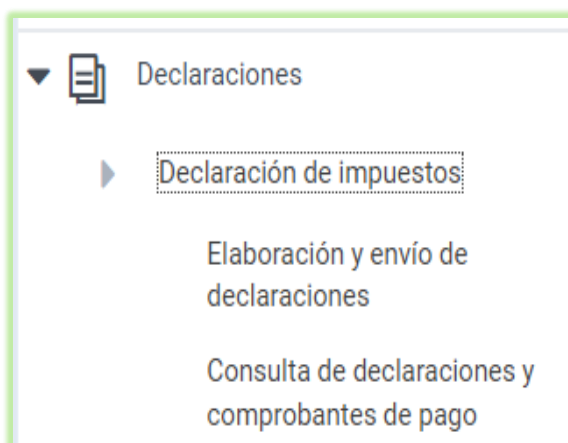 Declaraciones
Declaración de impuestos
Elaboración y envío de
declaraciones
Consulta de declaraciones y
comprobantes de pago